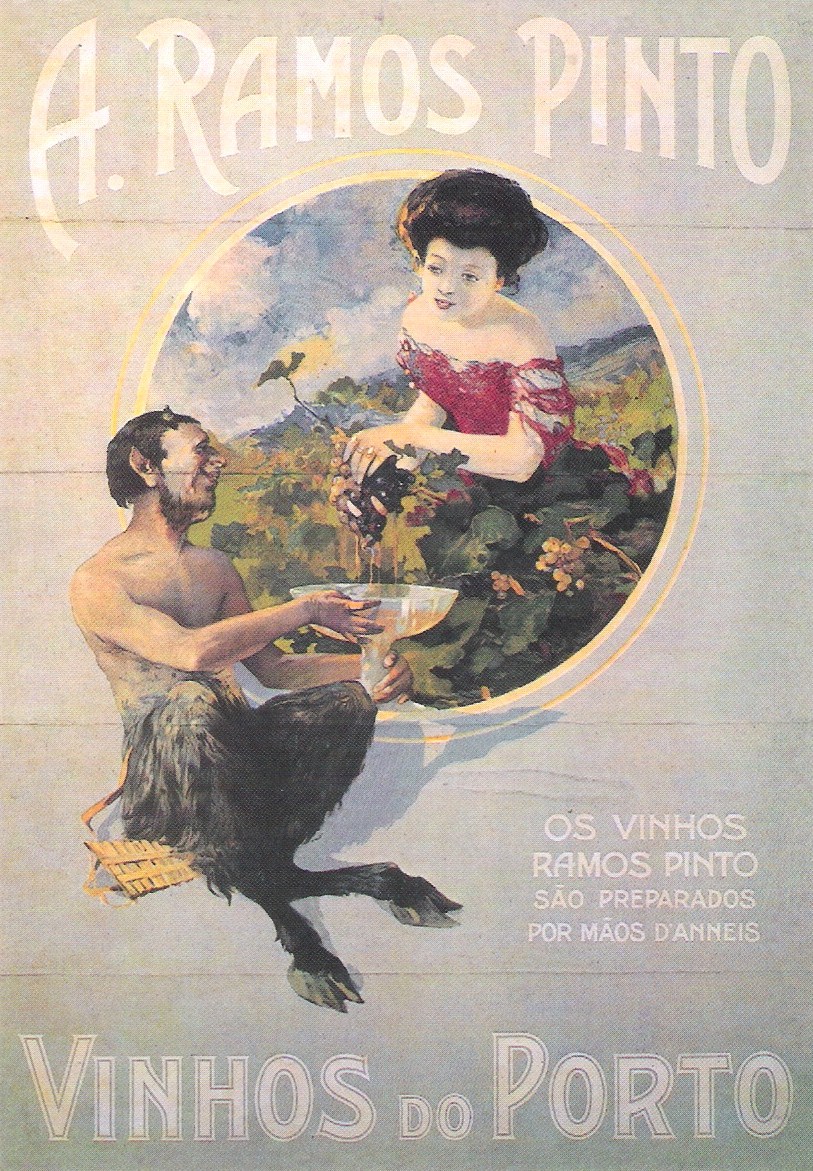 A. RAMOS PINTO
OS VINHOS
RAMOS PINTO
SÃO PREPARADOS
POR MÃOS D'ANNEIS
VINHOS DO PORTO